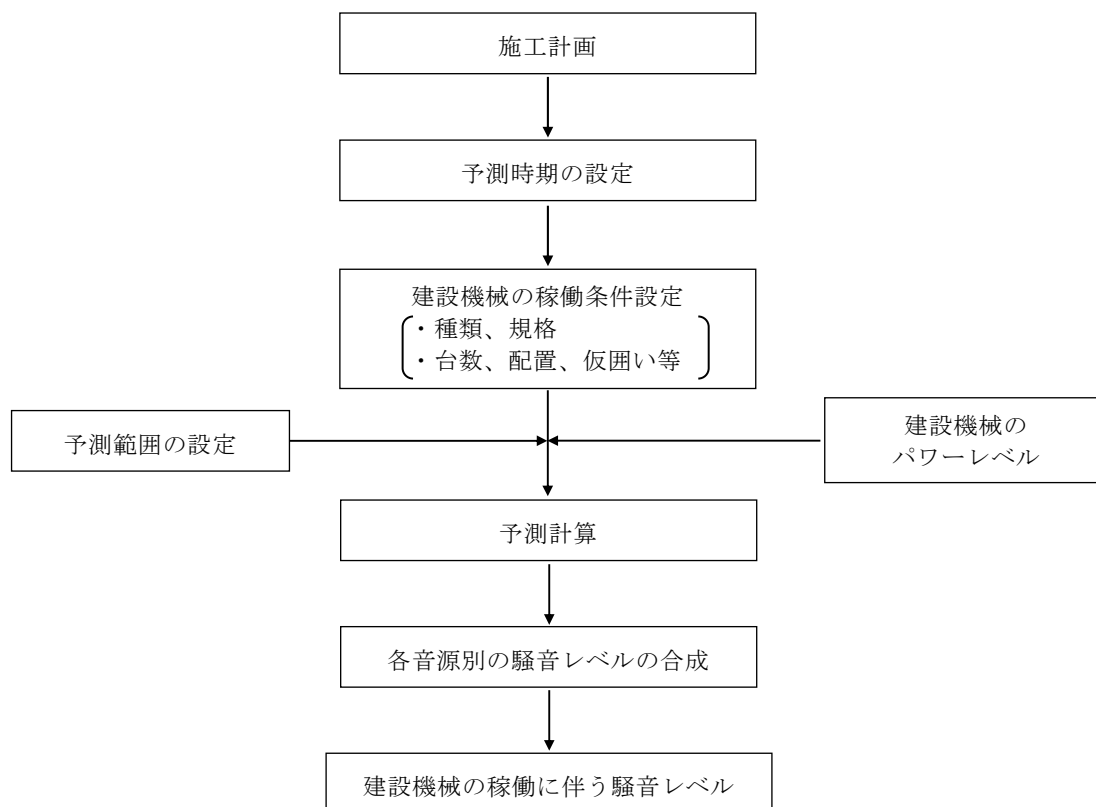 施工計画
予測時期の設定
建設機械の稼働条件設定
・種類、規格
・台数、配置、仮囲い等
予測範囲の設定
建設機械の
パワーレベル
予測計算
各音源別の騒音レベルの合成
建設機械の稼働に伴う騒音レベル